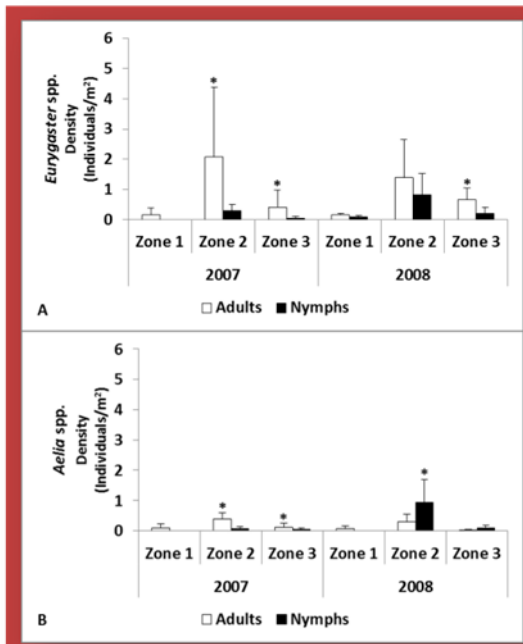 Eurygaster spp.
Density
(Individuals/m²)
6
5
4
3
2
1
0
*
*
*
Zone 1 Zone 2 Zone 3 Zone 1 Zone 2 Zone 3
2007 2008
A
Adults Nymphs
Aelia spp.
Density
(Individuals/m²)
6
5
4
3
2
1
0
*
*
*
Zone 1 Zone 2 Zone 3 Zone 1 Zone 2 Zone 3
2007 2008
B
Adults Nymphs